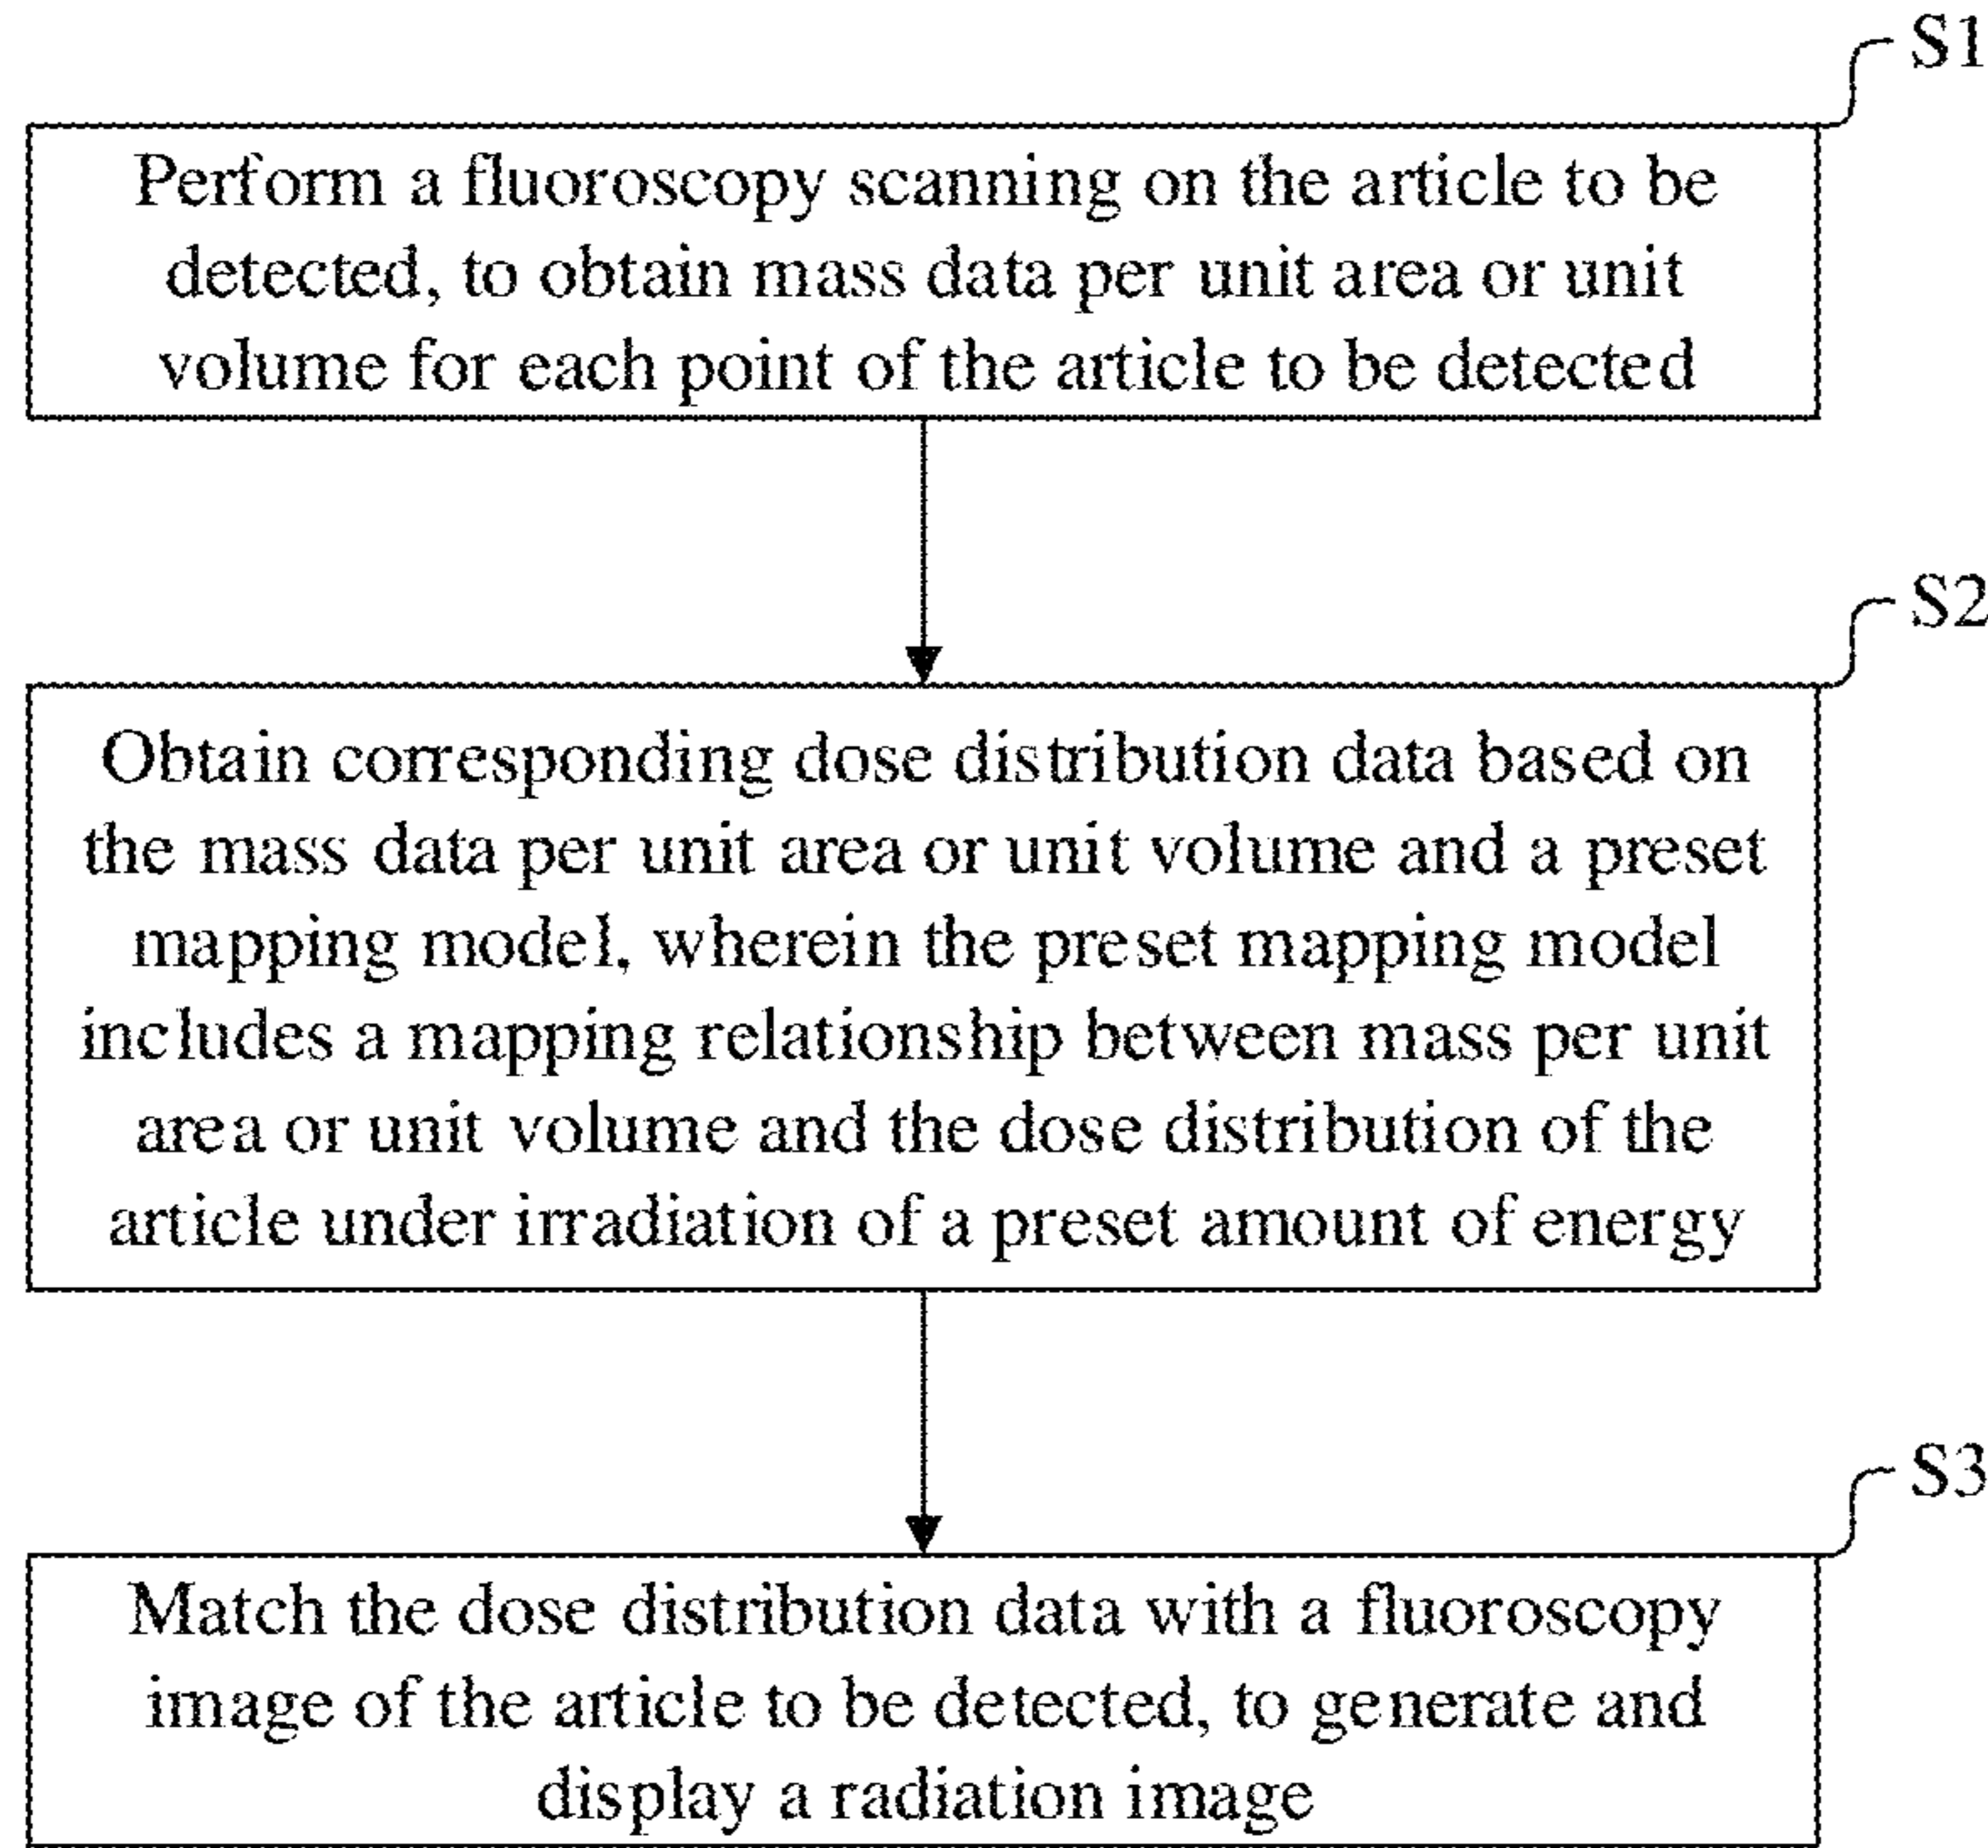 S1
Perform a fluoroscopy scanning on the article to be
detected, to obtain mass data per unit area or unit
volume for each point of the article to be detected
S2
Obtain corresponding dose distribution data based on
the mass data per unit area or unit volume and a preset
mapping model, wherein the preset mapping model
includes a mapping relationship between mass per unit
area or unit volume and the dose distribution of the
article under irradiation of a preset amount of energy
S3
Match the dose distribution data with a fluoroscopy
image of the article to be detected, to generate and
display a radiation image